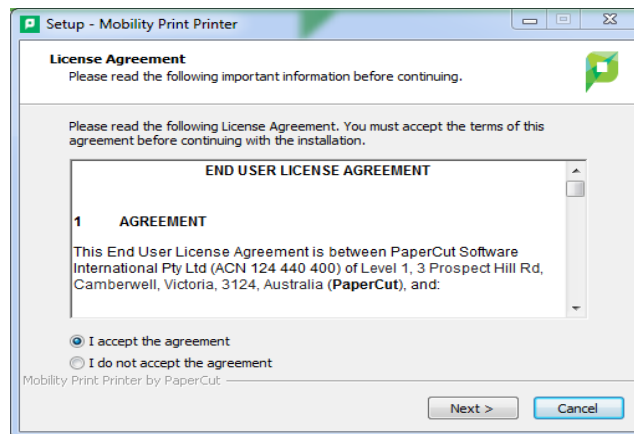 Setup - Mobility Print Printer
License Agreement
Please read the following important information before continuing.
Please read the following License Agreement. You must accept the terms of this
agreement before continuing with the installation.
END USER LICENSE AGREEMENT
1 AGREEMENT
This End User License Agreement is between PaperCut Software
International Pty Ltd (ACN 124 440 400) of Level 1, 3 Prospect Hill Rd,
Camberwell, Victoria, 3124, Australia (PaperCut), and:
I accept the agreement
I do not accept the agreement
Mobility Print Printer by PaperCut
Next >
Cancel